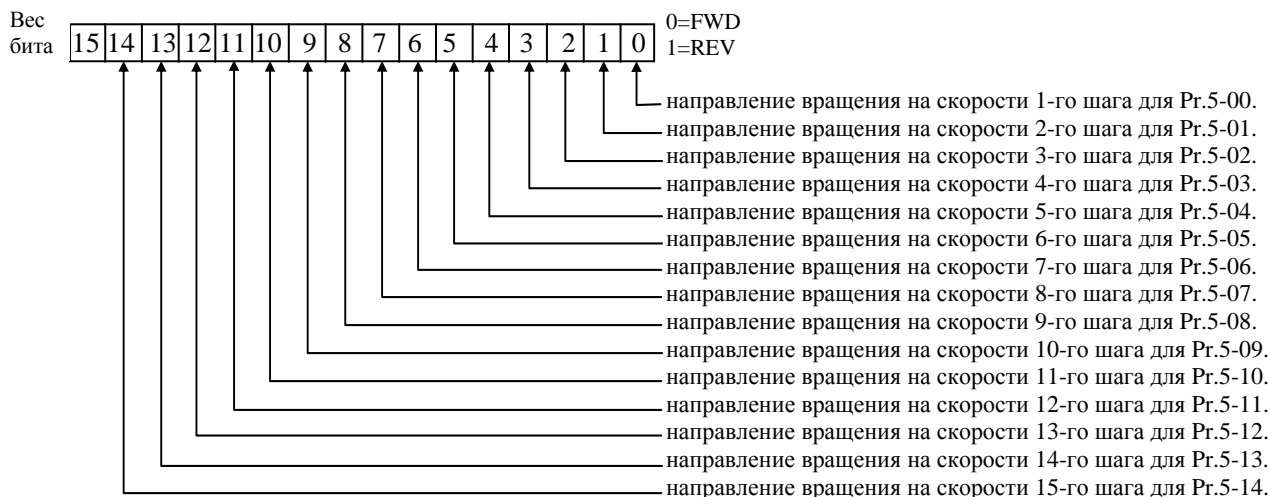 Вес
бита
15 14 13 12 11 10 9 8 7 6 5 4 3 2 1 0
0=FWD
1=REV
направление вращения на скорости 1-го шага для Pr.5-00.
направление вращения на скорости 2-го шага для Pr.5-01.
направление вращения на скорости 3-го шага для Pr.5-02.
направление вращения на скорости 4-го шага для Pr.5-03.
направление вращения на скорости 5-го шага для Pr.5-04.
направление вращения на скорости 6-го шага для Pr.5-05.
направление вращения на скорости 7-го шага для Pr.5-06.
направление вращения на скорости 8-го шага для Pr.5-07.
направление вращения на скорости 9-го шага для Pr.5-08.
направление вращения на скорости 10-го шага для Pr.5-09.
направление вращения на скорости 11-го шага для Pr.5-10.
направление вращения на скорости 12-го шага для Pr.5-11.
направление вращения на скорости 13-го шага для Pr.5-12.
направление вращения на скорости 14-го шага для Pr.5-13.
направление вращения на скорости 15-го шага для Pr.5-14.